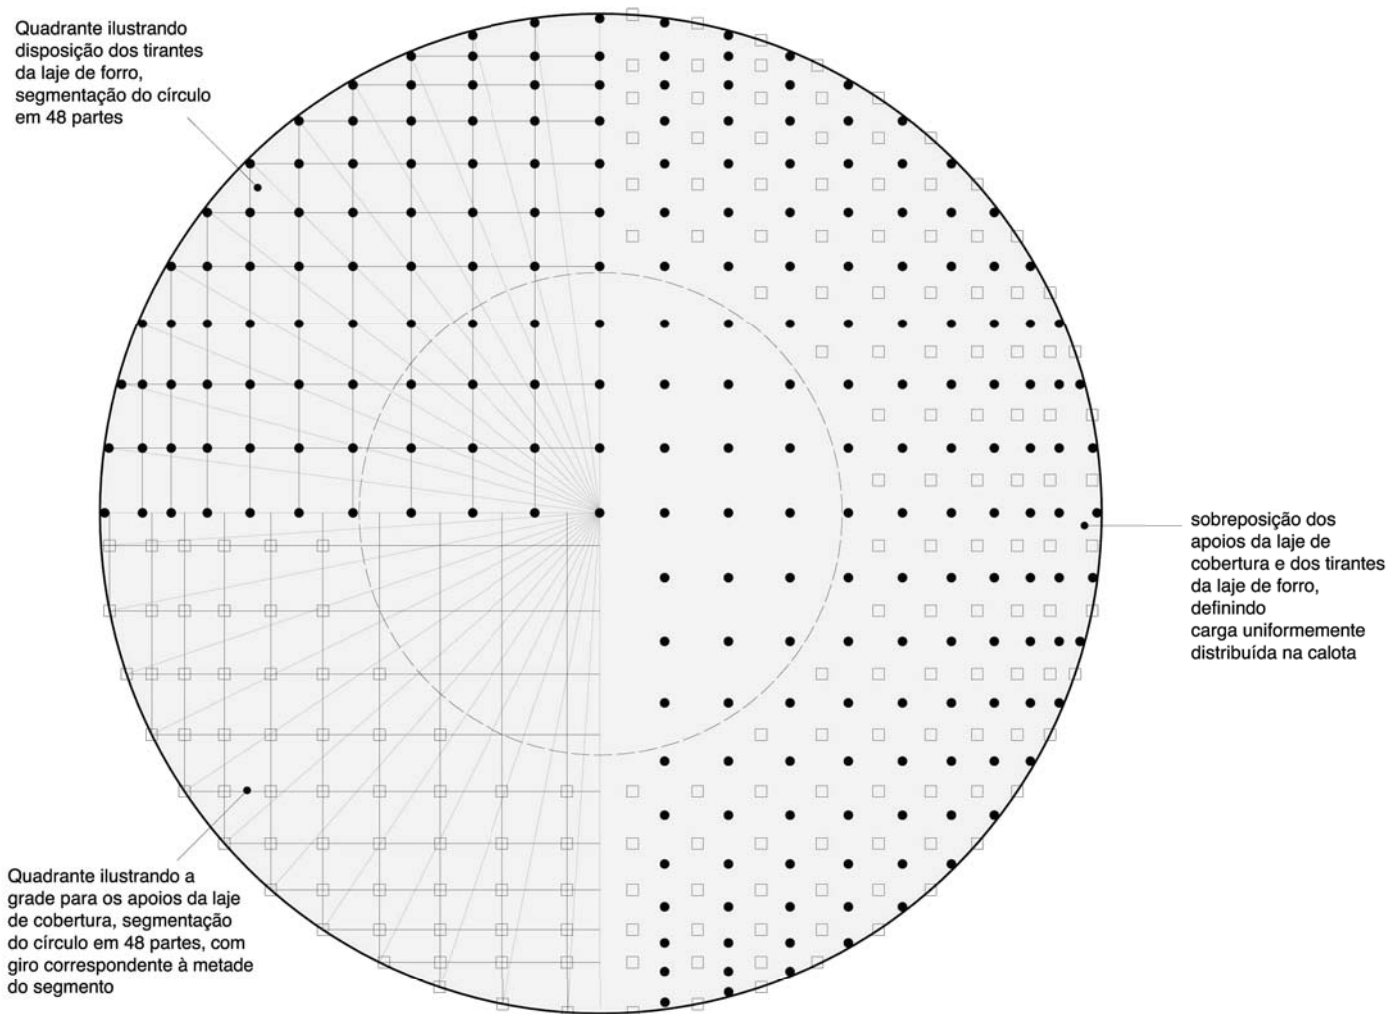 Quadrante ilustrando
disposição dos tirantes
da laje de forro,
segmentação do círculo
em 48 partes
sobreposição dos
apoios da laje de
cobertura e dos tirantes
da laje de forro,
definindo
carga uniformemente
distribuída na calota
Quadrante ilustrando a
grade para os apoios da laje
de cobertura, segmentação
do círculo em 48 partes, com
giro correspondente à metade
do segmento